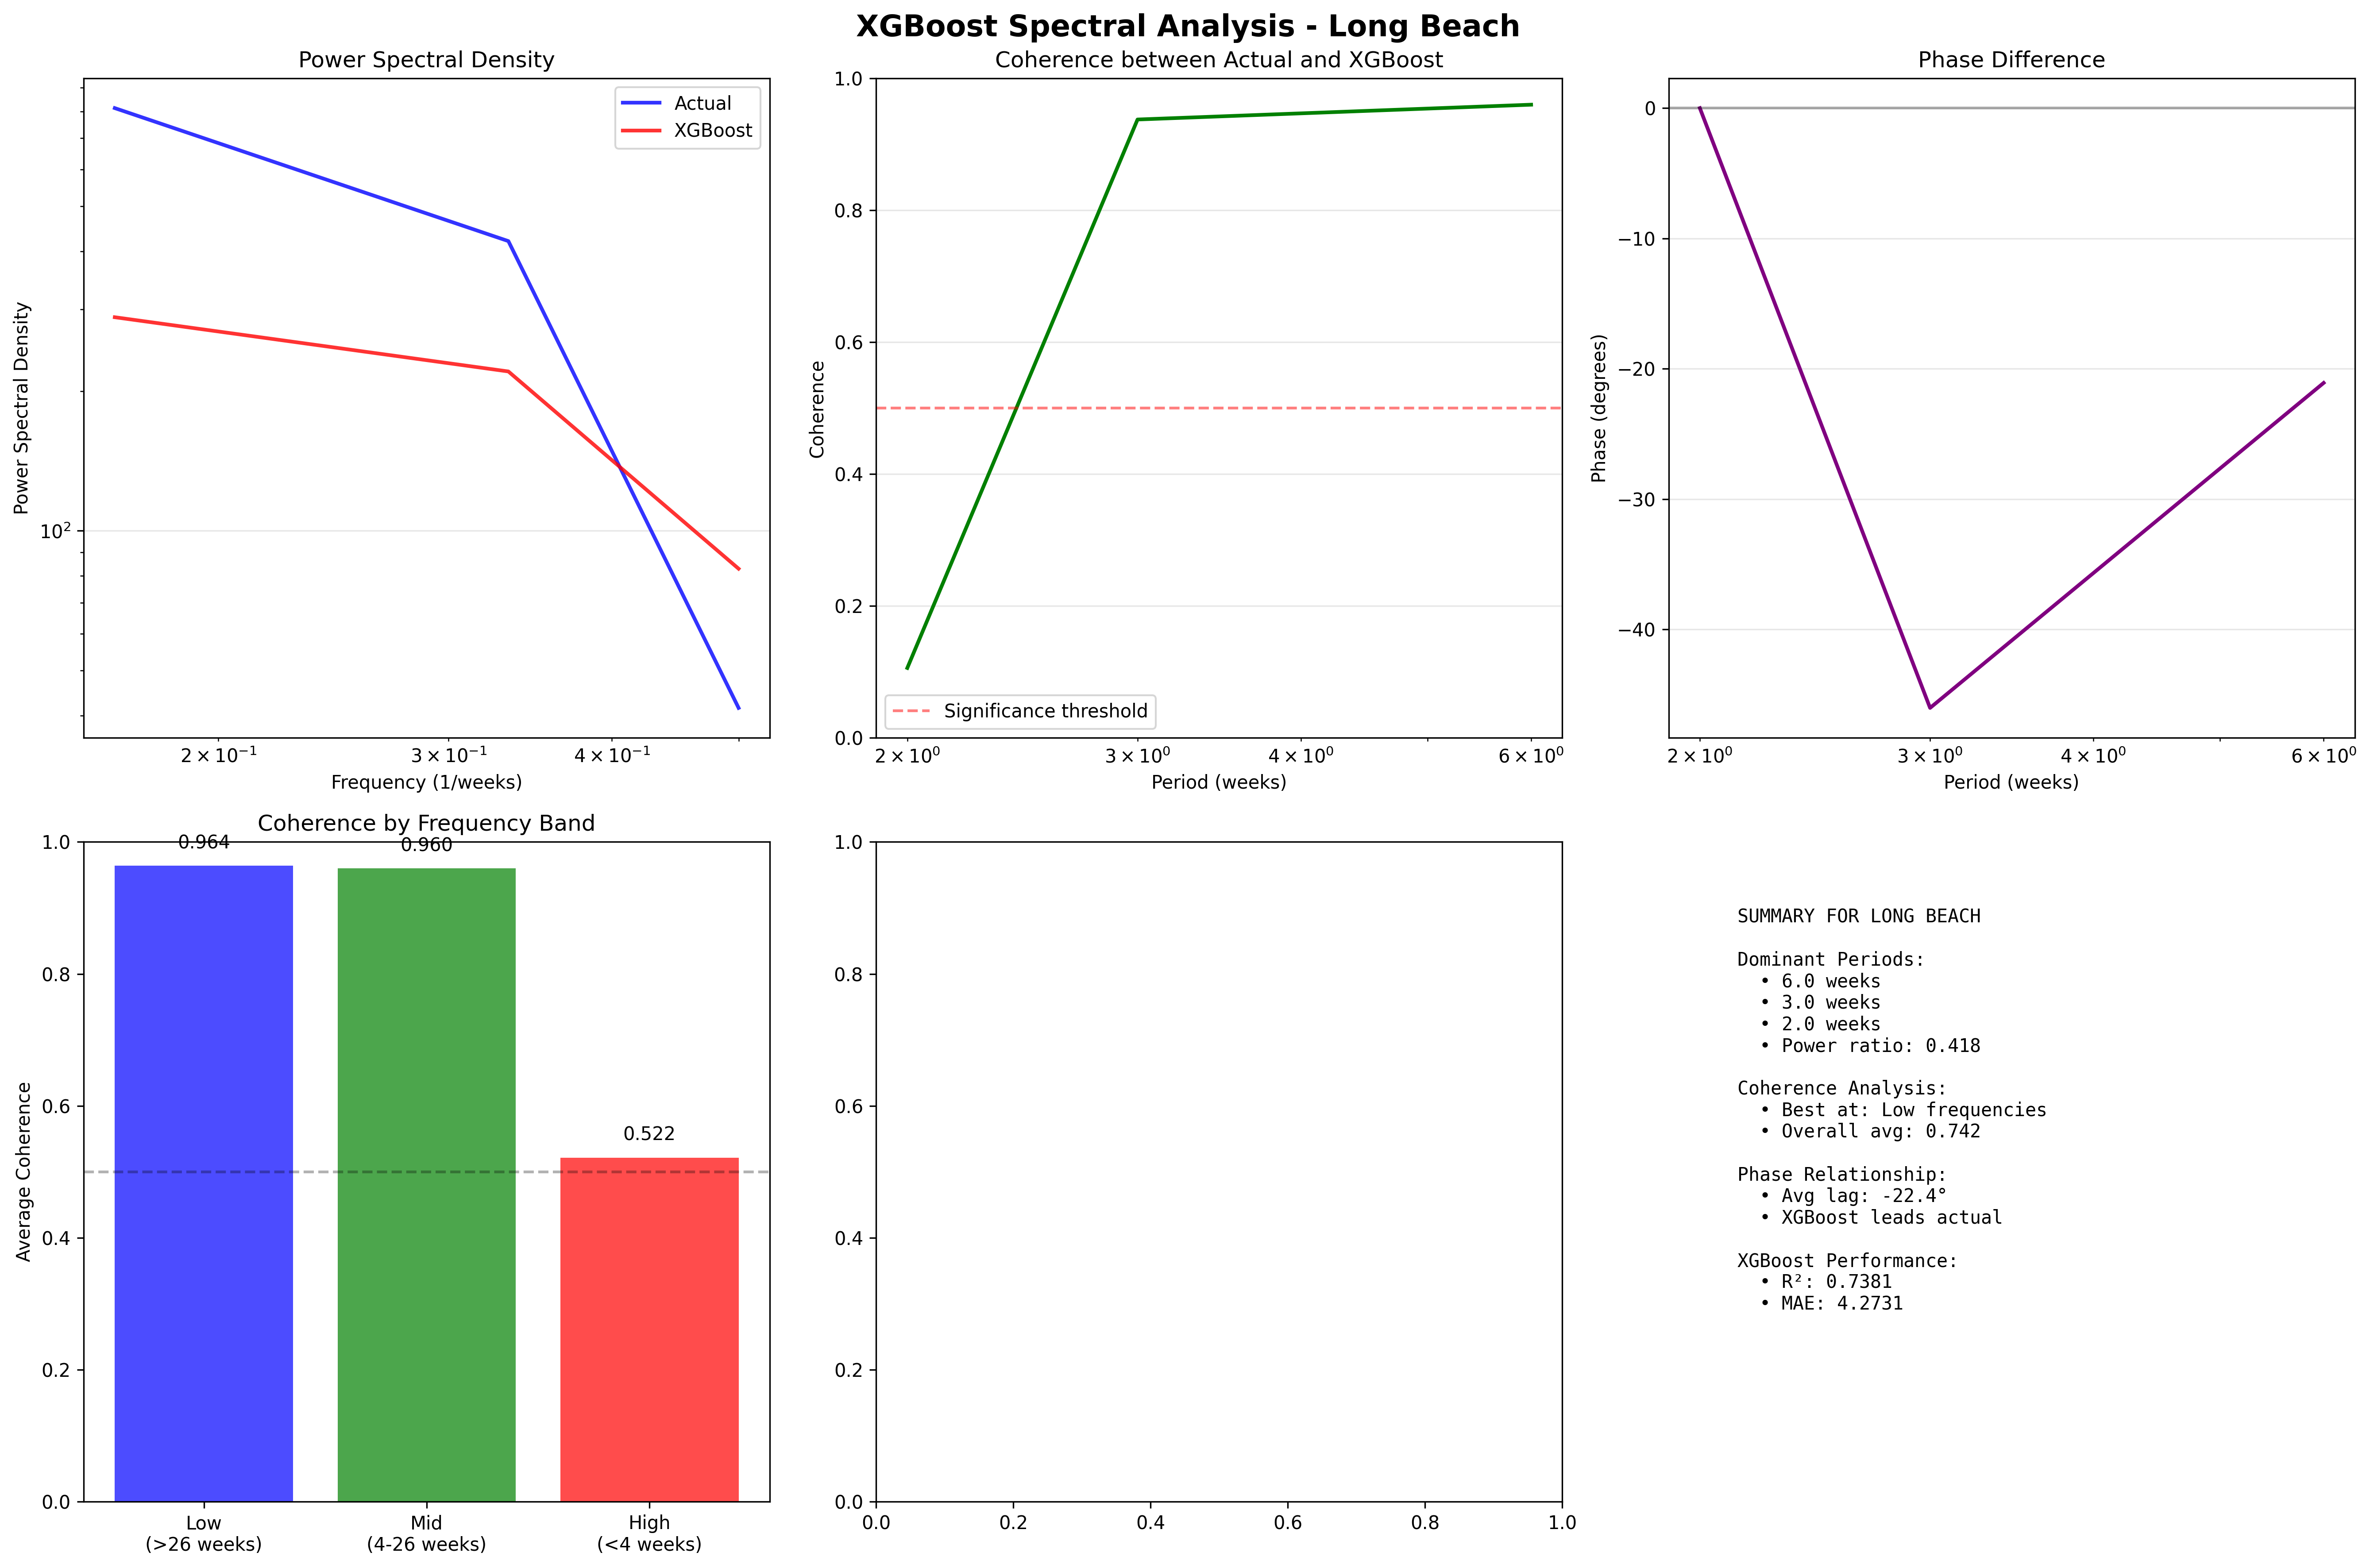 XGBoost Spectral Analysis - Long Beach
Power Spectral Density
Actual
XGBoost
Power Spectral Density
10²
2 × 10⁻¹
3 × 10⁻¹
4 × 10⁻¹
Frequency (1/weeks)
Coherence between Actual and XGBoost
1.0
0.8
0.6
0.4
0.2
0.0
Coherence
Significance threshold
2 × 10⁰
3 × 10⁰
4 × 10⁰
6 × 10⁰
Period (weeks)
Phase Difference
0
−10
−20
−30
−40
Phase (degrees)
2 × 10⁰
3 × 10⁰
4 × 10⁰
6 × 10⁰
Period (weeks)
Coherence by Frequency Band
1.0
0.8
0.6
0.4
0.2
0.0
Average Coherence
0.964
0.960
0.522
Low
(>26 weeks)
Mid
(4-26 weeks)
High
(<4 weeks)
1.0
0.8
0.6
0.4
0.2
0.0
0.0
0.2
0.4
0.6
0.8
1.0
SUMMARY FOR LONG BEACH
Dominant Periods:
• 6.0 weeks
• 3.0 weeks
• 2.0 weeks
• Power ratio: 0.418
Coherence Analysis:
• Best at: Low frequencies
• Overall avg: 0.742
Phase Relationship:
• Avg lag: -22.4°
• XGBoost leads actual
XGBoost Performance:
• R²: 0.7381
• MAE: 4.2731